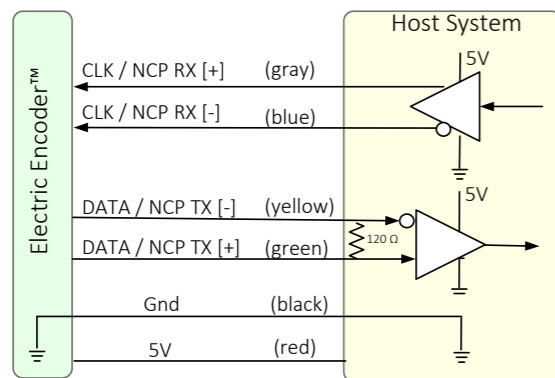 Host System
5V
CLK / NCP RX [+] (gray)
CLK / NCP RX [-] (blue)
Electric Encoder™
5V
DATA / NCP TX [-] (yellow)
120 Ω
DATA / NCP TX [+] (green)
Gnd (black)
5V (red)